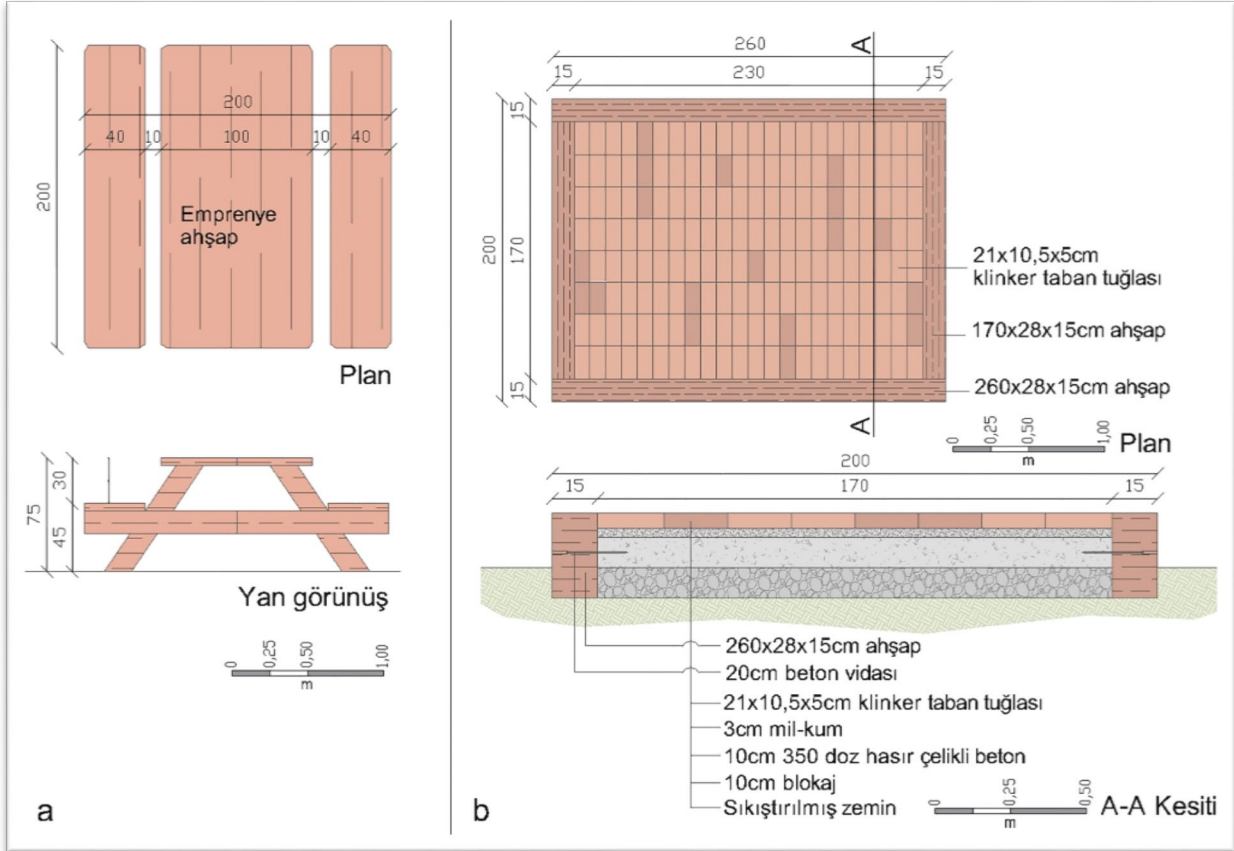 200
40
10
100
10
40
200
Emprenye
ahşap
Plan
75
30
45
Yan görünüş
0
0,25
0,50
1,00
m
a
260
15
230
15
A
200
15
170
15
21x10,5x5cm
klinker taban tuğlası
170x28x15cm ahşap
260x28x15cm ahşap
A
0
0,25
0,50
1,00
m
Plan
200
15
170
15
260x28x15cm ahşap
20cm beton vidası
21x10,5x5cm klinker taban tuğlası
3cm mil-kum
10cm 350 doz hasır çelikli beton
10cm blokaj
Sıkıştırılmış zemin
0
0,25
0,50
m
A-A Kesiti
b